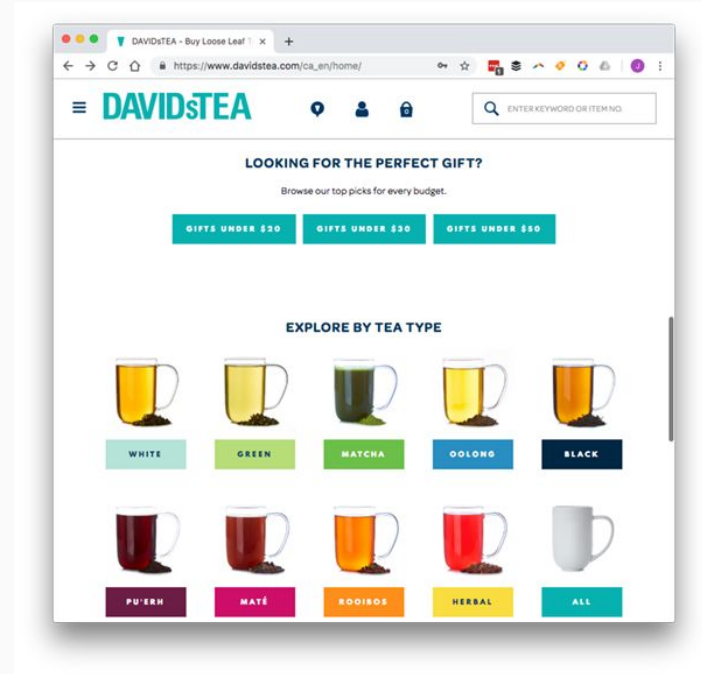 DAVIDsTEA - Buy Loose Leaf T
https://www.davidstea.com/ca_en/home/
DAVIDsTEA
0
ENTER KEYWORD OR ITEM NO.
LOOKING FOR THE PERFECT GIFT?
Browse our top picks for every budget.
GIFTS UNDER $20 GIFTS UNDER $30 GIFTS UNDER $50
EXPLORE BY TEA TYPE
WHITE GREEN MATCHA OOLONG BLACK
PU'ERH MATÉ ROOIBOS HERBAL ALL